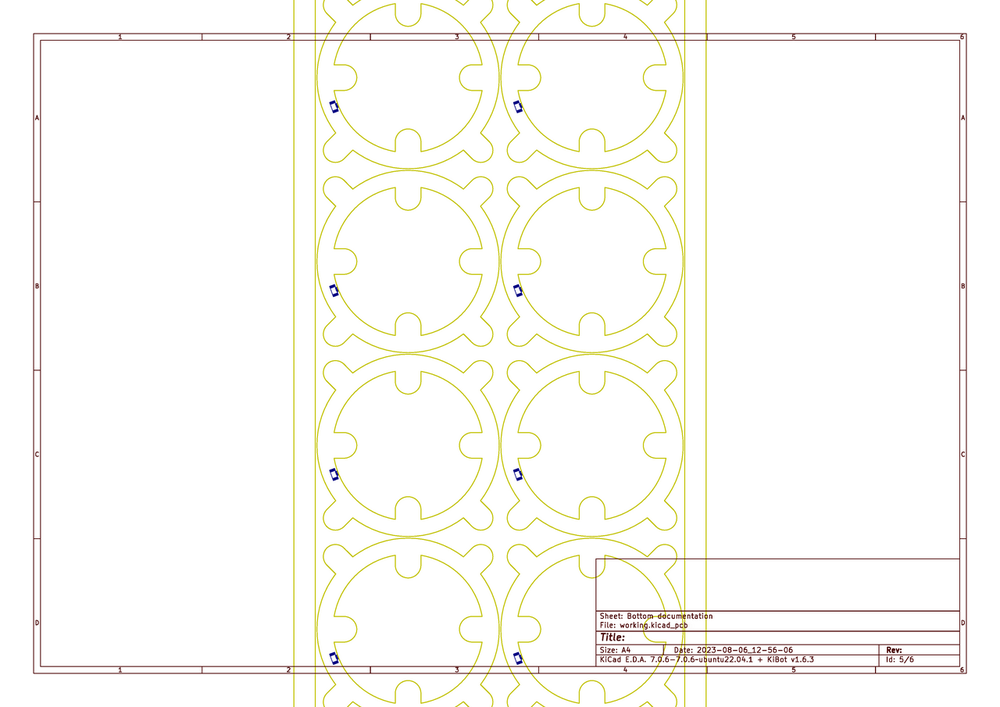 1 2 3 4 5 6
A A
B B
C C
D D
Sheet: Bottom documentation
File: working.kicad_pcb
Title:
Size: A4 Date: 2023-08-06_12-56-06 Rev:
KiCad E.D.A. 7.0.6-7.0.6-ubuntu22.04.1 + KiBot v1.6.3 Id: 5/6
1 2 3 4 5 6